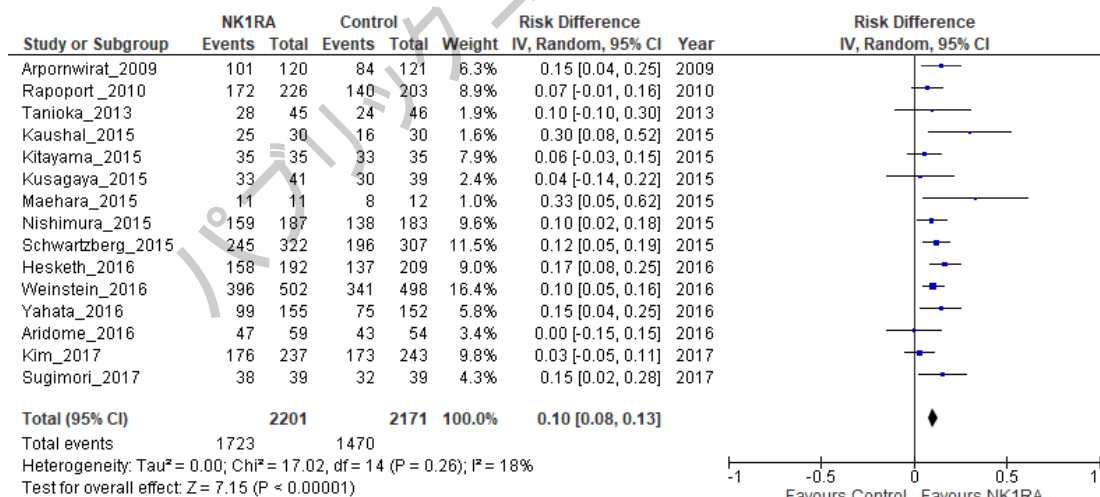 NK1RA Control Risk Difference Risk Difference
Study or Subgroup Events Total Events Total Weight IV, Random, 95% CI Year IV, Random, 95% CI
Arpornwirat_2009 101 120 84 121 6.3% 0.15 [0.04, 0.25] 2009
Rapoport _2010 172 226 140 203 8.9% 0.07 [-0.01, 0.16] 2010
Tanioka_2013 28 45 24 46 1.9% 0.10 [-0.10, 0.30] 2013
Kaushal_2015 25 30 16 30 1.6% 0.30 [0.08, 0.52] 2015
Kitayama_2015 35 35 33 35 7.9% 0.06 [-0.03, 0.15] 2015
Kusagaya_2015 33 41 30 39 2.4% 0.04 [-0.14, 0.22] 2015
Maehara_2015 11 11 8 12 1.0% 0.33 [0.05, 0.62] 2015
Nishimura_2015 159 187 138 183 9.6% 0.10 [0.02, 0.18] 2015
Schwartzberg_2015 245 322 196 307 11.5% 0.12 [0.05, 0.19] 2015
Hesketh_2016 158 192 137 209 9.0% 0.17 [0.08, 0.25] 2016
Weinstein_2016 396 502 341 498 16.4% 0.10 [0.05, 0.16] 2016
Yahata_2016 99 155 75 152 5.8% 0.15 [0.04, 0.25] 2016
Aridome_2016 47 59 43 54 3.4% 0.00 [-0.15, 0.15] 2016
Kim_2017 176 237 173 243 9.8% 0.03 [-0.05, 0.11] 2017
Sugimori_2017 38 39 32 39 4.3% 0.15 [0.02, 0.28] 2017
Total (95% CI) 2201 2171 100.0% 0.10 [0.08, 0.13]
Total events 1723 1470
Heterogeneity: Tau² = 0.00; Chi² = 17.02, df = 14 (P = 0.26); I² = 18%
Test for overall effect: Z = 7.15 (P < 0.00001)
-1 -0.5 0 0.5 1
Favours Control Favours NK1RA
パブリック